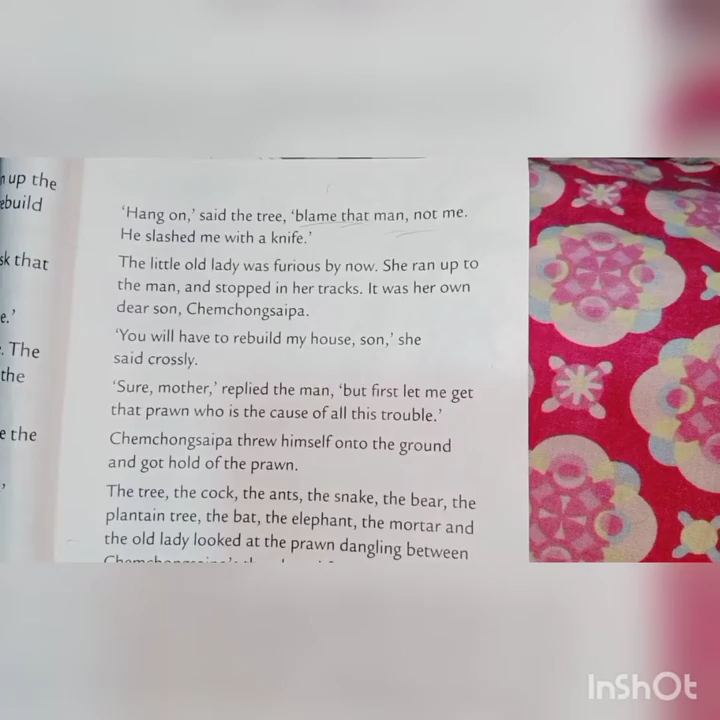 up the
ebuild
sk that
e.'
. The
the
e the
'Hang on,' said the tree, 'blame that man, not me.
He slashed me with a knife.'
The little old lady was furious by now. She ran up to
the man, and stopped in her tracks. It was her own
dear son, Chemchongsaipa.
'You will have to rebuild my house, son,' she
said crossly.
'Sure, mother,' replied the man, 'but first let me get
that prawn who is the cause of all this trouble.'
Chemchongsaipa threw himself onto the ground
and got hold of the prawn.
The tree, the cock, the ants, the snake, the bear, the
plantain tree, the bat, the elephant, the mortar and
the old lady looked at the prawn dangling between
InShOt